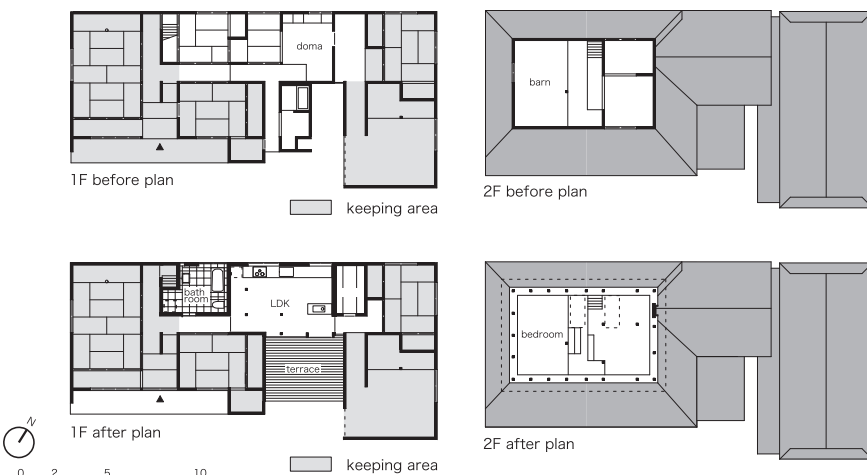 doma
barn
1F before plan
2F before plan
keeping area
bath
room
LDK
bedroom
terrace
N
1F after plan
2F after plan
keeping area
0 2 5 10